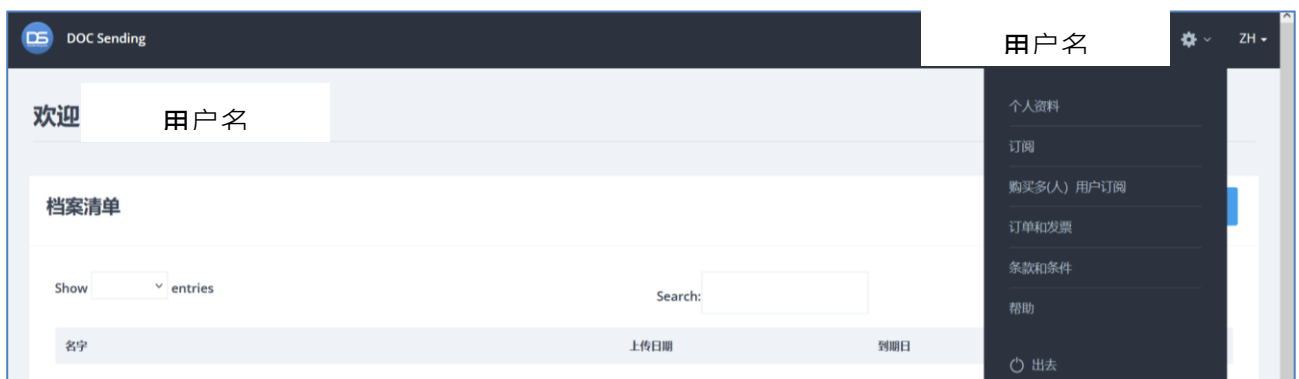 DS DOC Sending 用户名 ZH
欢迎 用户名
个人资料
订阅
购买多(人) 用户订阅
订单和发票
条款和条件
帮助
出去
档案清单
Show entries Search:
名字 上传日期 到期日